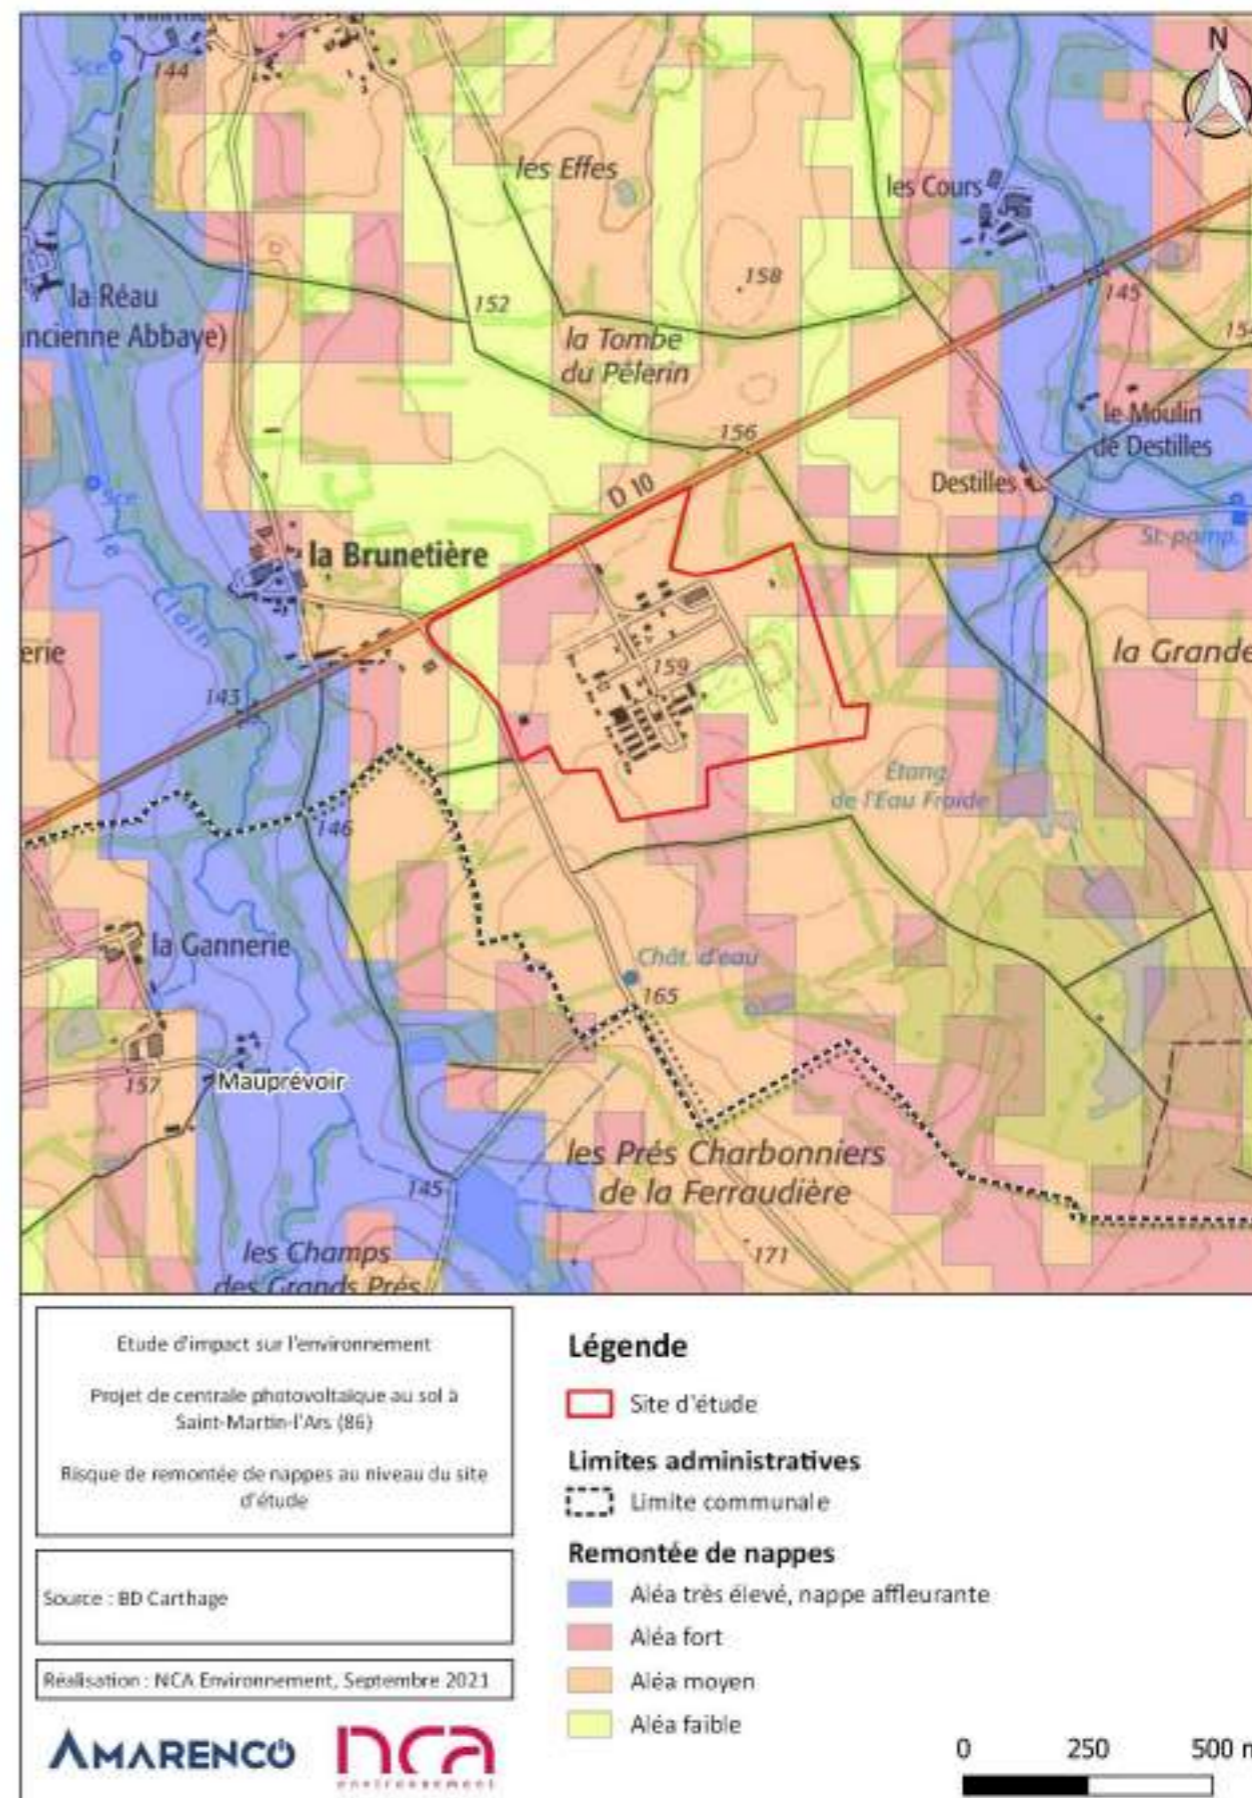 N
Sce
144
les Effes
les Cours
158
la Réau
ncienne Abbaye)
152
145
la Tombe
du Pèlerin
15
156
le Moulin
de Destilles
D 10
Destilles
Sce
St-pomp.
la Brunetière
le Clain
erie
159
la Grande
143
Étang
de l'Eau Froide
146
la Gannerie
Chât. d'eau
165
Mauprévoir
157
les Prés Charbonniers
de la Ferraudière
145
171
les Champs
des Grands Prés
Etude d'impact sur l'environnement
Projet de centrale photovoltaïque au sol à
Saint-Martin-l'Ars (86)
Risque de remontée de nappes au niveau du site
d'étude
Source : BD Carthage
Réalisation : NCA Environnement, Septembre 2021
AMARENCO
nca
environnement
Légende
Site d'étude
Limites administratives
Limite communale
Remontée de nappes
Aléa très élevé, nappe affleurante
Aléa fort
Aléa moyen
Aléa faible
0 250 500 m